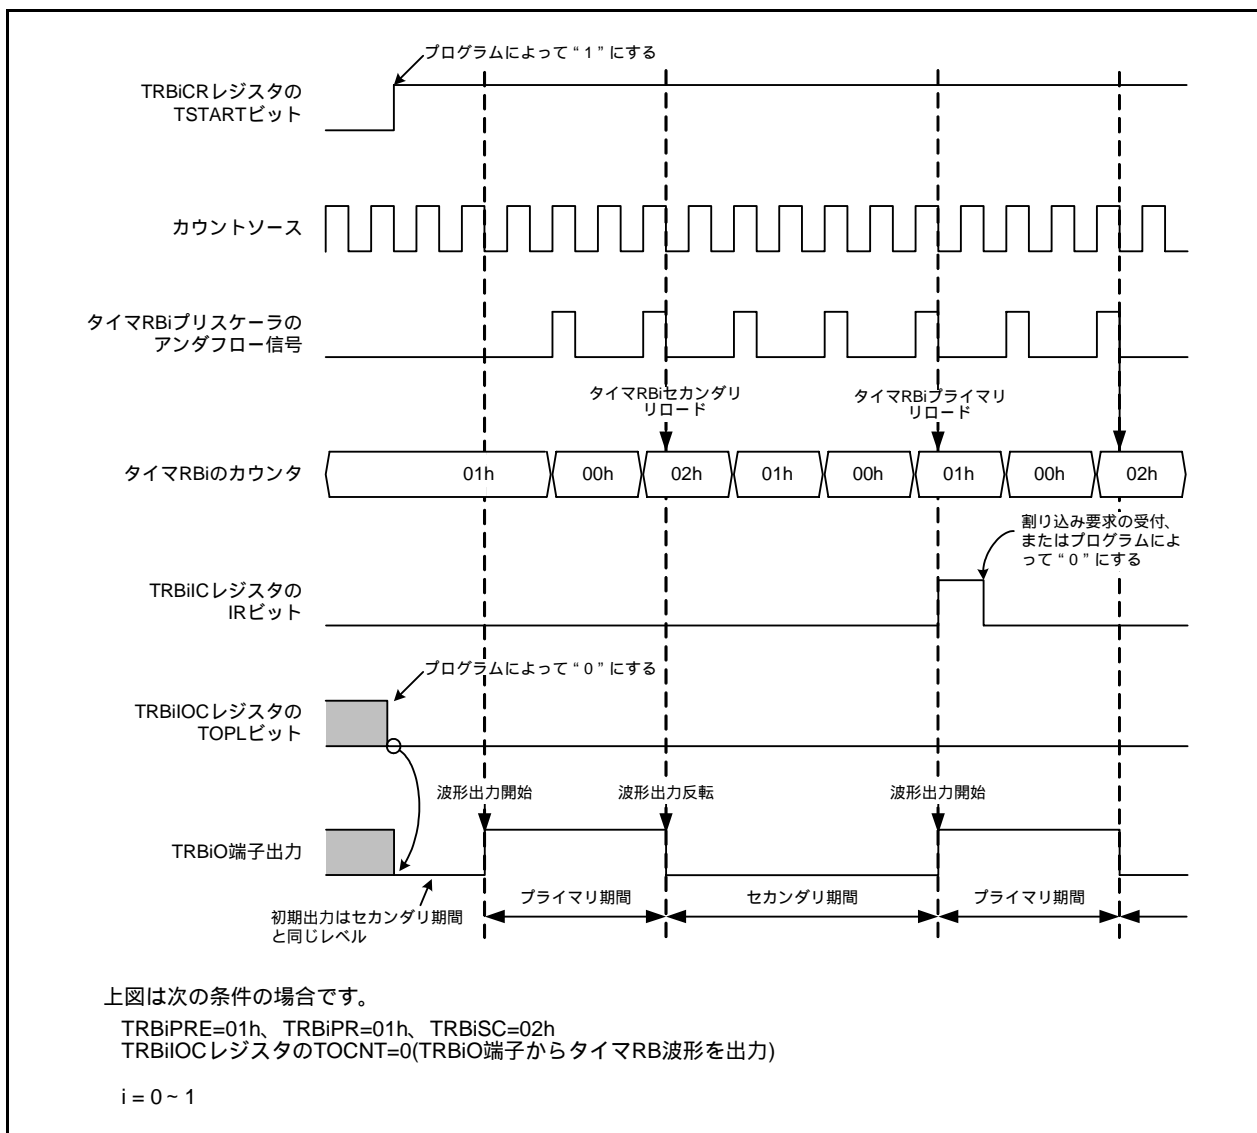 プログラムによって“1”にする
TRBiCRレジスタの
TSTARTビット
カウントソース
タイマRBiプリスケーラの
アンダフロー信号
タイマRBiセカンダリ
リロード
タイマRBiプライマリ
リロード
タイマRBiのカウンタ
01h 00h 02h 01h 00h 01h 00h 02h
割り込み要求の受付、
またはプログラムによ
って“0”にする
TRBiICレジスタの
IRビット
プログラムによって“0”にする
TRBiIOCレジスタの
TOPLビット
波形出力開始 波形出力反転 波形出力開始
TRBiO端子出力
プライマリ期間 セカンダリ期間 プライマリ期間
初期出力はセカンダリ期間
と同じレベル
上図は次の条件の場合です。
TRBiPRE=01h、TRBiPR=01h、TRBiSC=02h
TRBiIOCレジスタのTOCNT=0(TRBiO端子からタイマRB波形を出力)
i = 0 ~ 1